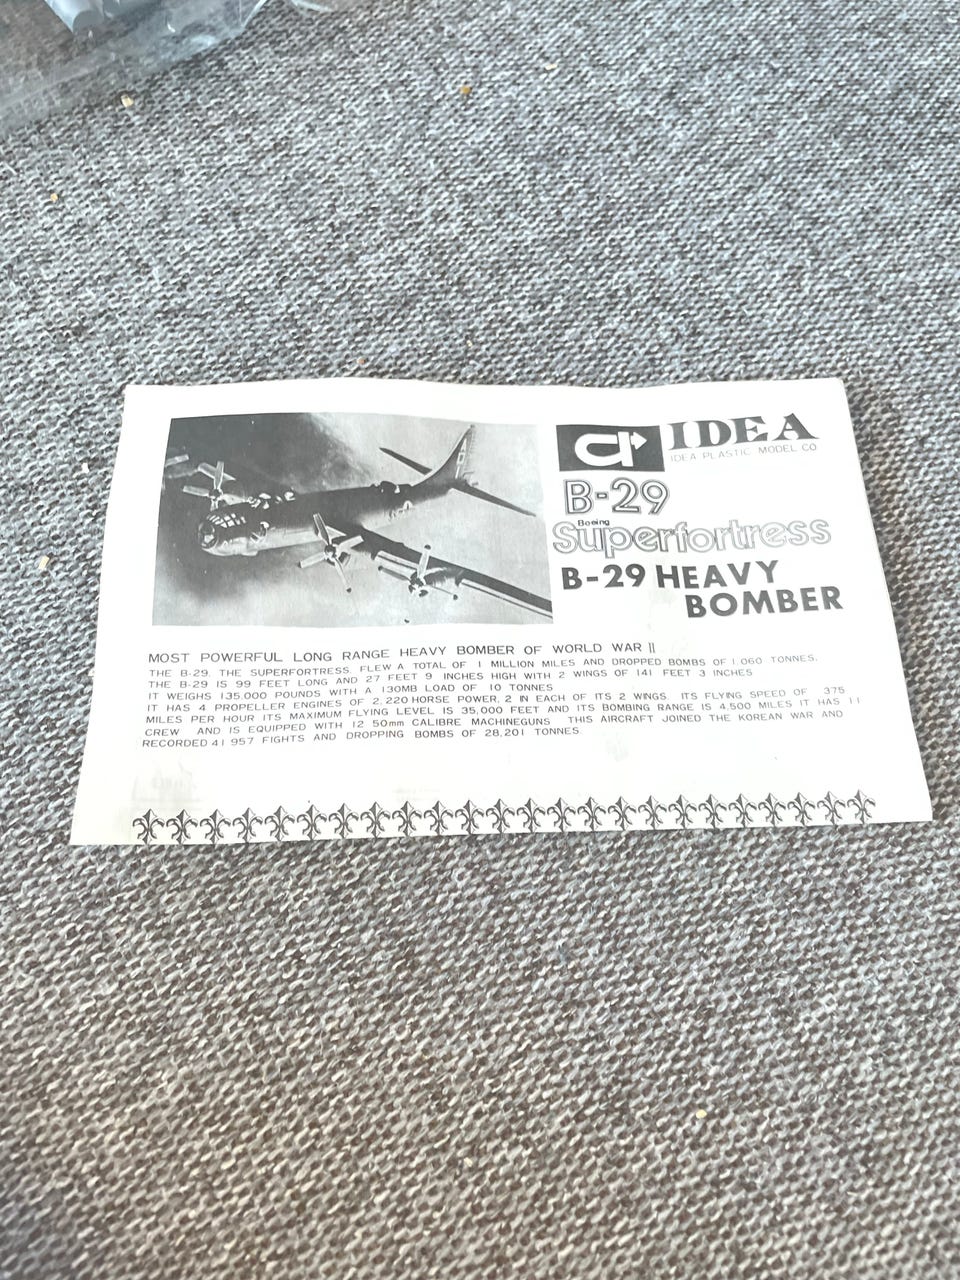 IDEA
IDEA PLASTIC MODEL CO
B-29
Boeing
Superfortress
B-29 HEAVY
BOMBER
MOST POWERFUL LONG RANGE HEAVY BOMBER OF WORLD WAR II
THE B-29, THE SUPERFORTRESS, FLEW A TOTAL OF 1 MILLION MILES AND DROPPED BOMBS OF 1,060 TONNES.
THE B-29 IS 99 FEET LONG AND 27 FEET 9 INCHES HIGH WITH 2 WINGS OF 141 FEET 3 INCHES
IT WEIGHS 135,000 POUNDS WITH A 130MB LOAD OF 10 TONNES
IT HAS 4 PROPELLER ENGINES OF 2,220 HORSE POWER, 2 IN EACH OF ITS 2 WINGS. ITS FLYING SPEED OF 375
MILES PER HOUR ITS MAXIMUM FLYING LEVEL IS 35,000 FEET AND ITS BOMBING RANGE IS 4,500 MILES IT HAS 11
CREW AND IS EQUIPPED WITH 12 50mm CALIBRE MACHINEGUNS THIS AIRCRAFT JOINED THE KOREAN WAR AND
RECORDED 41 957 FIGHTS AND DROPPING BOMBS OF 28,201 TONNES